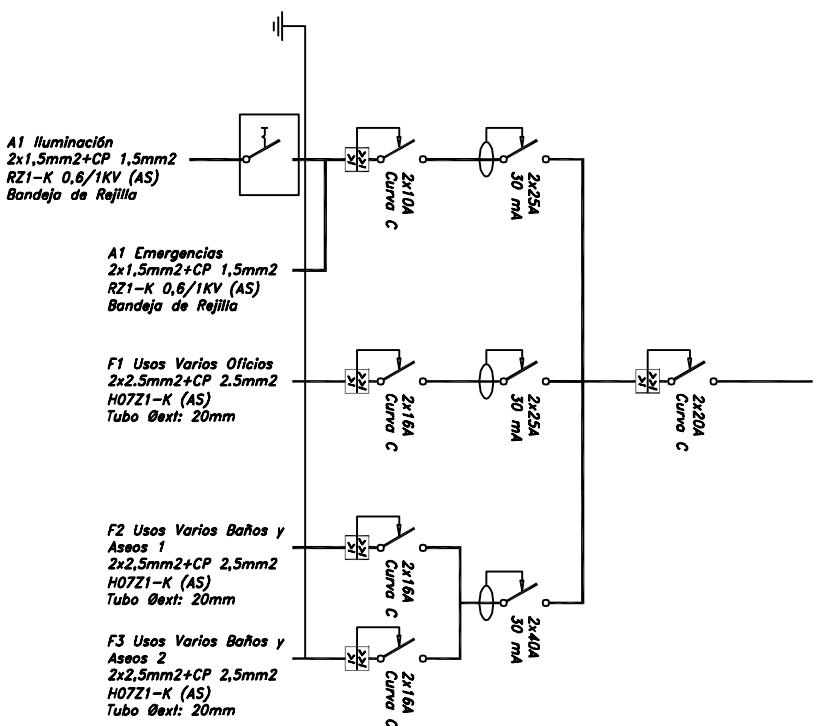 A1 Iluminación
2x1,5mm2+CP 1,5mm2
RZ1-K 0,6/1KV (AS)
Bandeja de Rejilla
2x10A
Curva C
2x25A
30 mA
A1 Emergencias
2x1,5mm2+CP 1,5mm2
RZ1-K 0,6/1KV (AS)
Bandeja de Rejilla
F1 Usos Varios Oficios
2x2.5mm2+CP 2.5mm2
H07Z1-K (AS)
Tubo Øext: 20mm
2x16A
Curva C
2x25A
30 mA
2x20A
Curva C
F2 Usos Varios Baños y
Aseos 1
2x2,5mm2+CP 2,5mm2
H07Z1-K (AS)
Tubo Øext: 20mm
2x16A
Curva C
2x40A
30 mA
F3 Usos Varios Baños y
Aseos 2
2x2,5mm2+CP 2,5mm2
H07Z1-K (AS)
Tubo Øext: 20mm
2x16A
Curva C